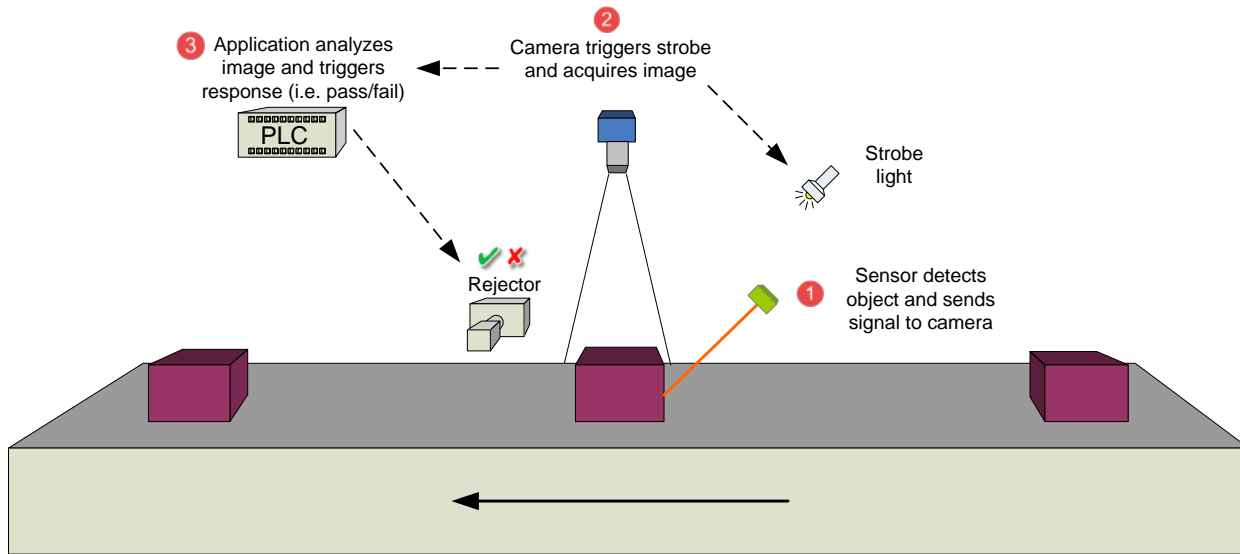 3
Application analyzes
image and triggers
response (i.e. pass/fail)
PLC
2
Camera triggers strobe
and acquires image
Strobe
light
Rejector
1
Sensor detects
object and sends
signal to camera